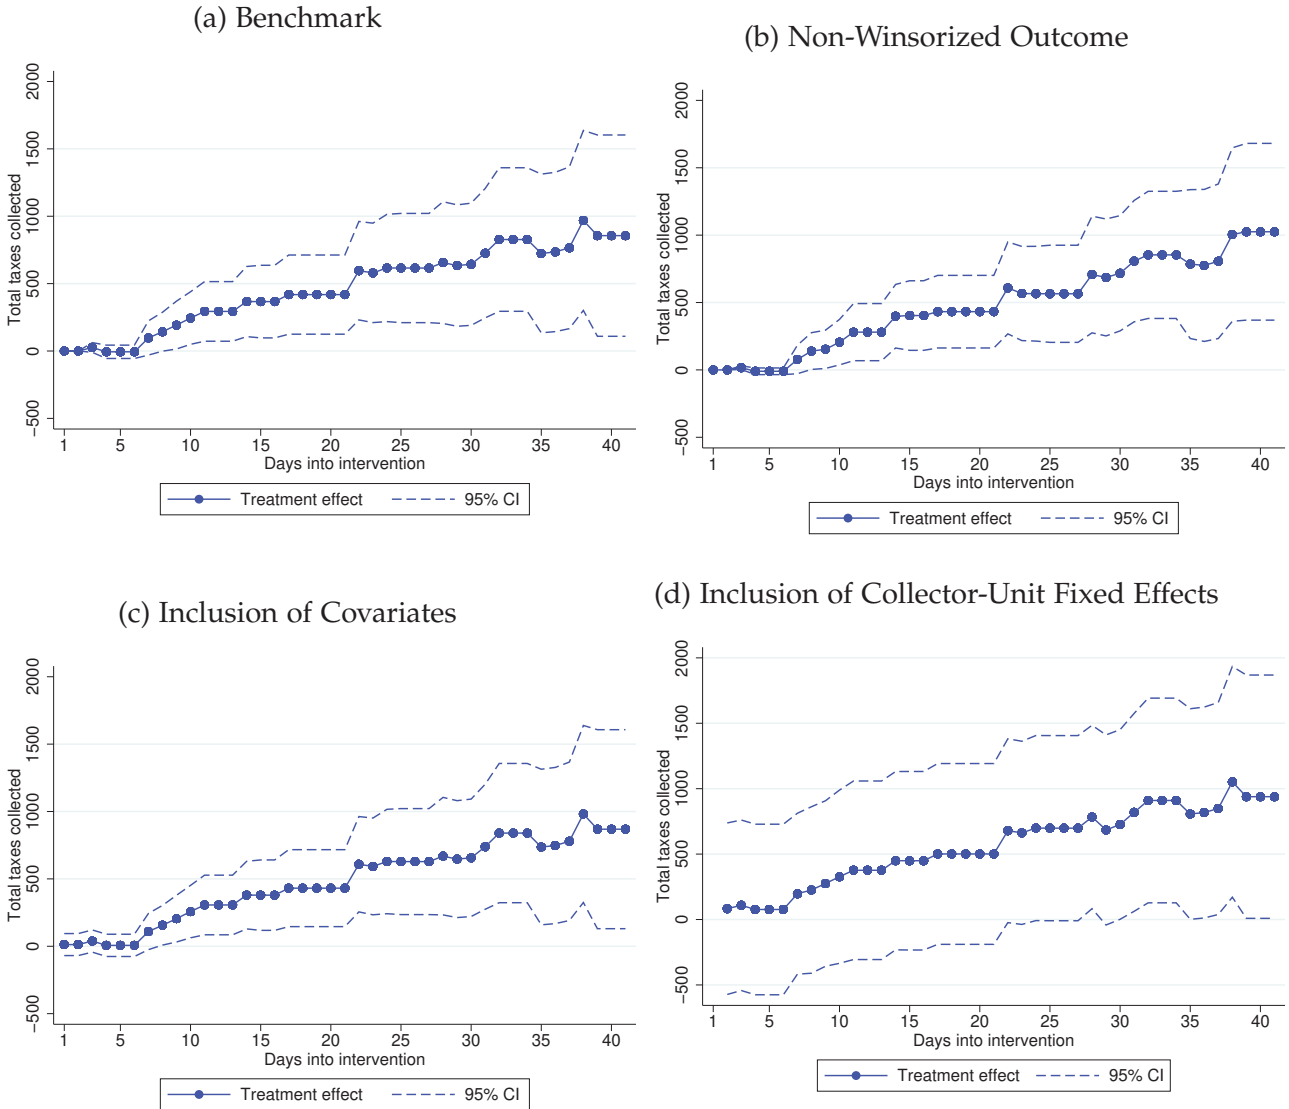 (a) Benchmark
2000
1500
1000
500
0
−500
Total taxes collected
1 5 10 15 20 25 30 35 40
Days into intervention
Treatment effect 95% CI
(b) Non-Winsorized Outcome
2000
1500
1000
500
0
−500
Total taxes collected
1 5 10 15 20 25 30 35 40
Days into intervention
Treatment effect 95% CI
(c) Inclusion of Covariates
2000
1500
1000
500
0
−500
Total taxes collected
1 5 10 15 20 25 30 35 40
Days into intervention
Treatment effect 95% CI
(d) Inclusion of Collector-Unit Fixed Effects
2000
1500
1000
500
0
−500
Total taxes collected
1 5 10 15 20 25 30 35 40
Days into intervention
Treatment effect 95% CI